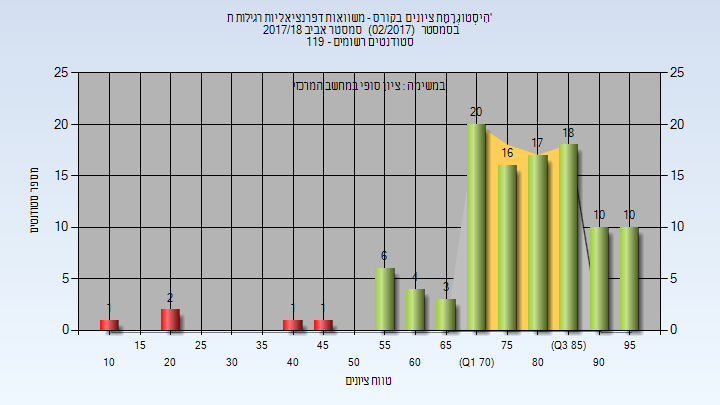 היסטוגרמת ציונים בקורס - משוואות דפרנציאליות רגילות ת'
בסמסטר (02/2017) סמסטר אביב 2017/18
סטודנטים רשומים - 119
במשימה : ציון סופי במחשב המרכזי
25 25
20 20
15 15
10 10
5 5
0 0
מספר סטודנטים
1 2 1 1 6 4 3 20 16 17 18 10 10
15 25 35 45 55 65 75 (Q3 85) 95
10 20 30 40 50 60 (Q1 70) 80 90
טווח ציונים